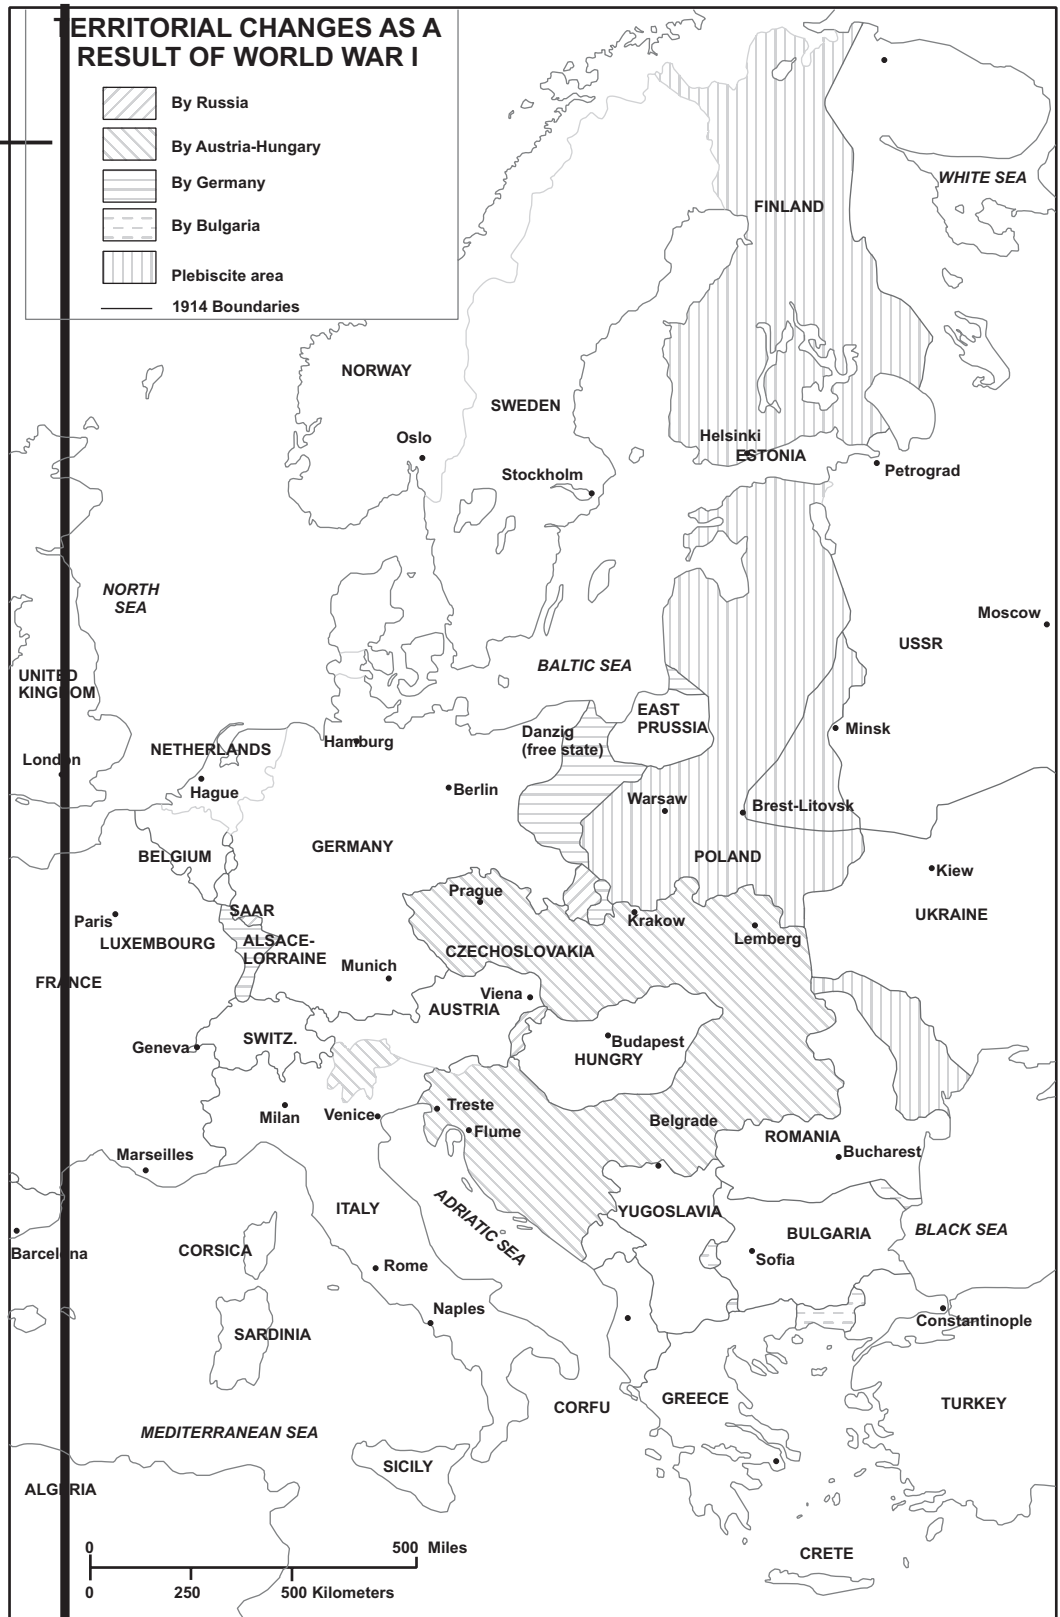 TERRITORIAL CHANGES AS A
RESULT OF WORLD WAR I
By Russia
By Austria-Hungary
By Germany
By Bulgaria
Plebiscite area
1914 Boundaries
WHITE SEA
FINLAND
NORWAY
SWEDEN
Oslo
Helsinki
ESTONIA
Stockholm
Petrograd
NORTH
SEA
Moscow
USSR
BALTIC SEA
UNITED
KINGDOM
EAST
PRUSSIA
Danzig
(free state)
Minsk
Hamburg
NETHERLANDS
London
Hague
Berlin
Warsaw
Brest-Litovsk
GERMANY
BELGIUM
POLAND
Kiew
Prague
SAAR
Paris
Krakow
UKRAINE
LUXEMBOURG
ALSACE-
LORRAINE
Lemberg
CZECHOSLOVAKIA
Munich
FRANCE
Viena
AUSTRIA
SWITZ.
Geneva
Budapest
HUNGRY
Treste
Milan
Venice
Belgrade
Flume
ROMANIA
Bucharest
Marseilles
ITALY
ADRIATIC SEA
YUGOSLAVIA
BULGARIA
BLACK SEA
Barcelona
CORSICA
Sofia
Rome
Naples
Constantinople
SARDINIA
CORFU
GREECE
TURKEY
MEDITERRANEAN SEA
SICILY
ALGERIA
0 500 Miles
0 250 500 Kilometers
CRETE